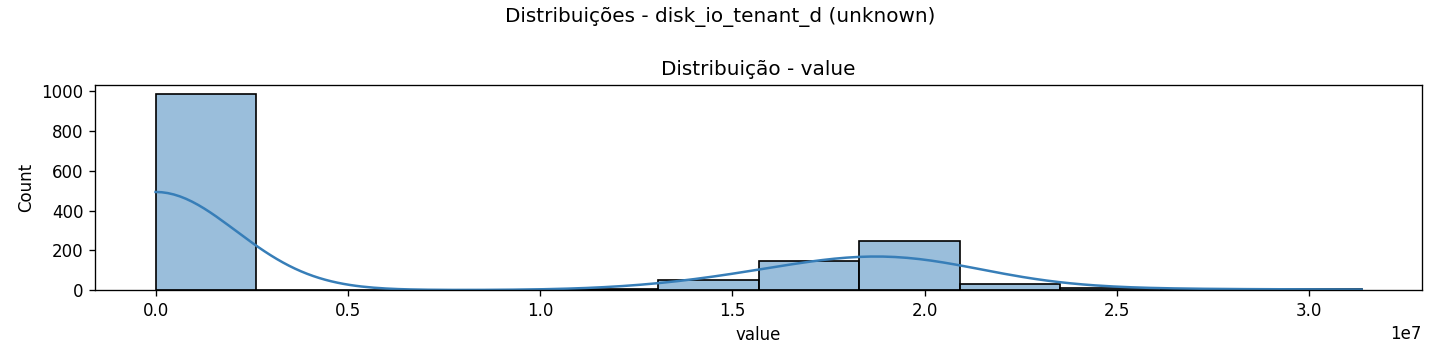 Distribuições - disk_io_tenant_d (unknown)
Distribuição - value
1000
800
600
400
200
0
Count
0.0 0.5 1.0 1.5 2.0 2.5 3.0
value
1e7